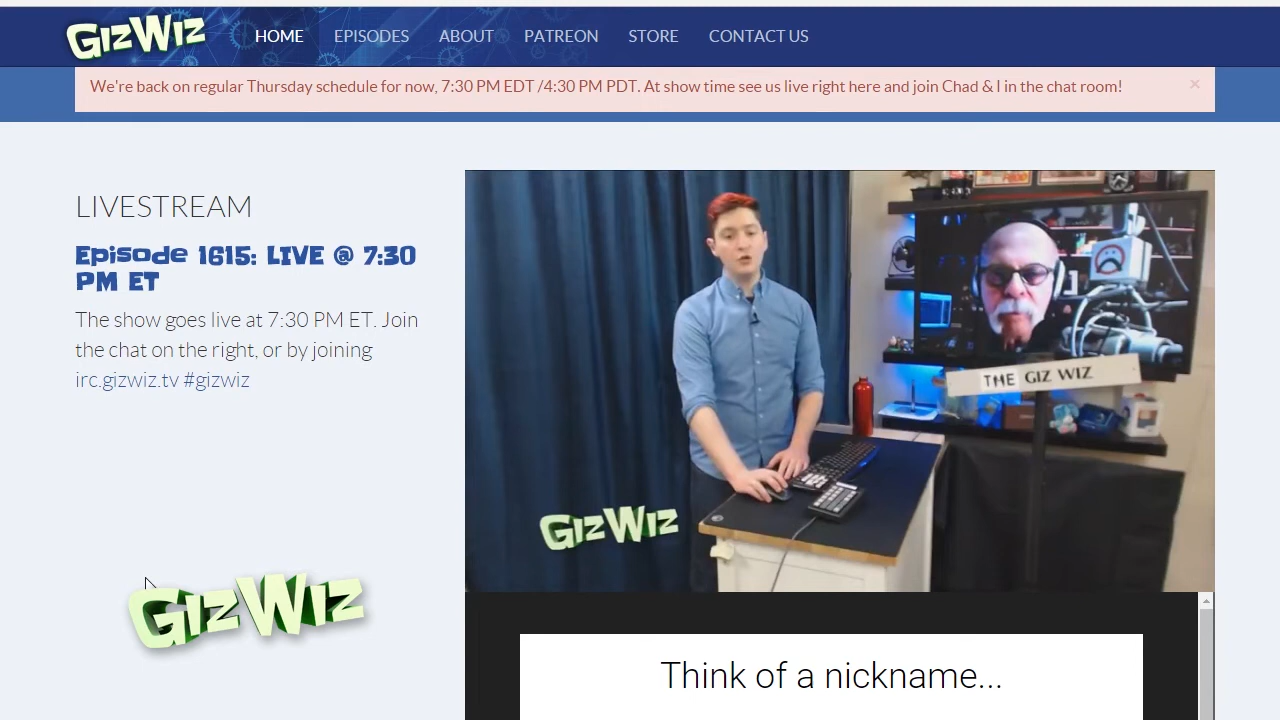 GIZWIZ
HOME
EPISODES
ABOUT
PATREON
STORE
CONTACT US
We're back on regular Thursday schedule for now, 7:30 PM EDT /4:30 PM PDT. At show time see us live right here and join Chad & I in the chat room!
×
LIVESTREAM
Episode 1615: LIVE @ 7:30
PM ET
The show goes live at 7:30 PM ET. Join
the chat on the right, or by joining
irc.gizwiz.tv #gizwiz
GIZWIZ
THE GIZ WIZ
GIZWIZ
Think of a nickname...